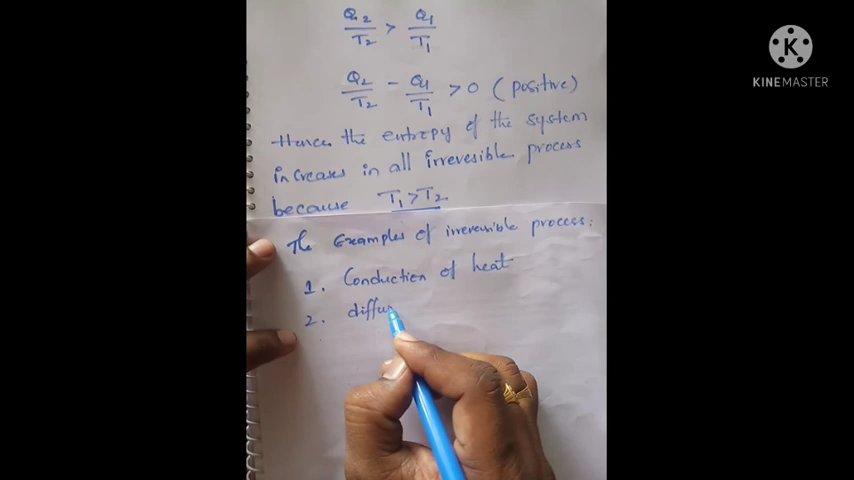 Q2/T2 > Q1/T1
Q2/T2 - Q1/T1 > 0 (positive)
Hence the entropy of the system
increases in all irrevesible process
because T1 > T2
The Examples of irreversible process:
1. Conduction of heat
2. diffu
K
KINEMASTER